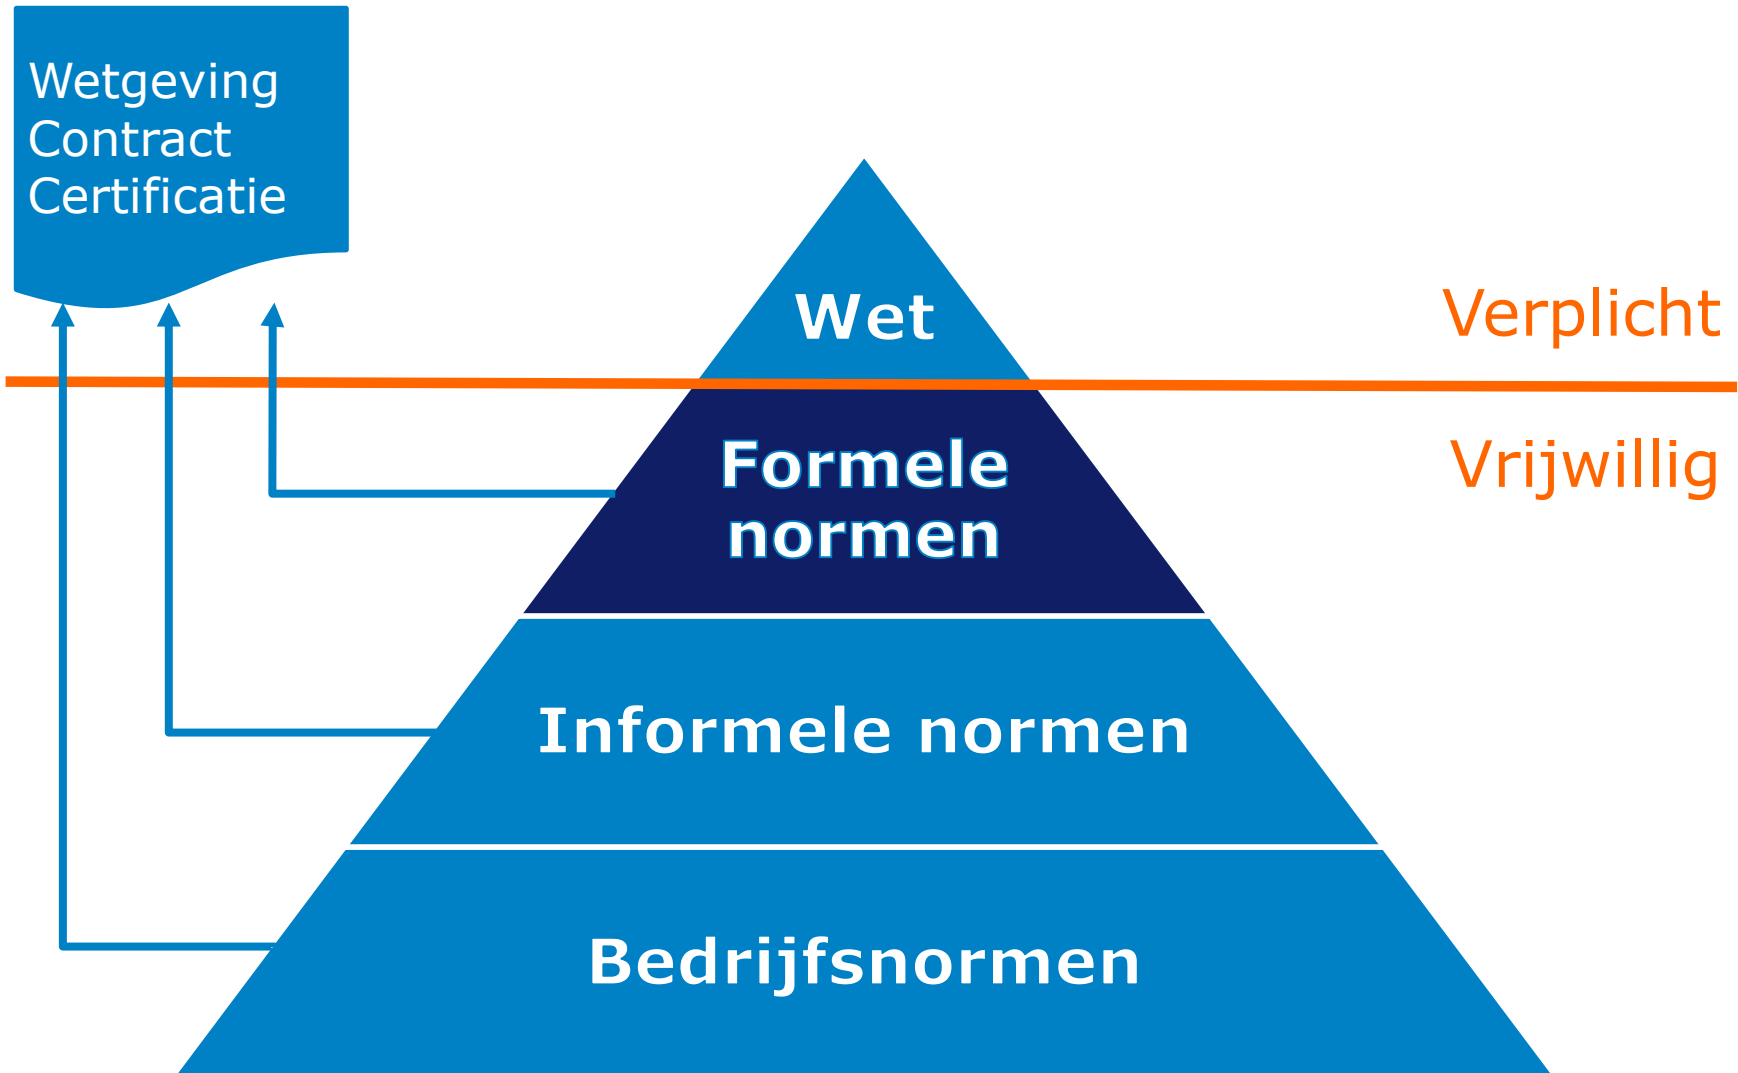 Wetgeving
Contract
Certificatie
Wet
Verplicht
Formele
normen
Vrijwillig
Informele normen
Bedrijfsnormen